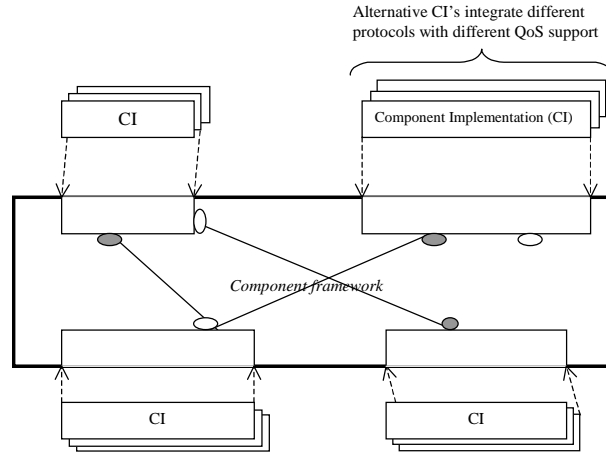 Alternative CI's integrate different
protocols with different QoS support
CI
Component Implementation (CI)
Component framework
CI
CI